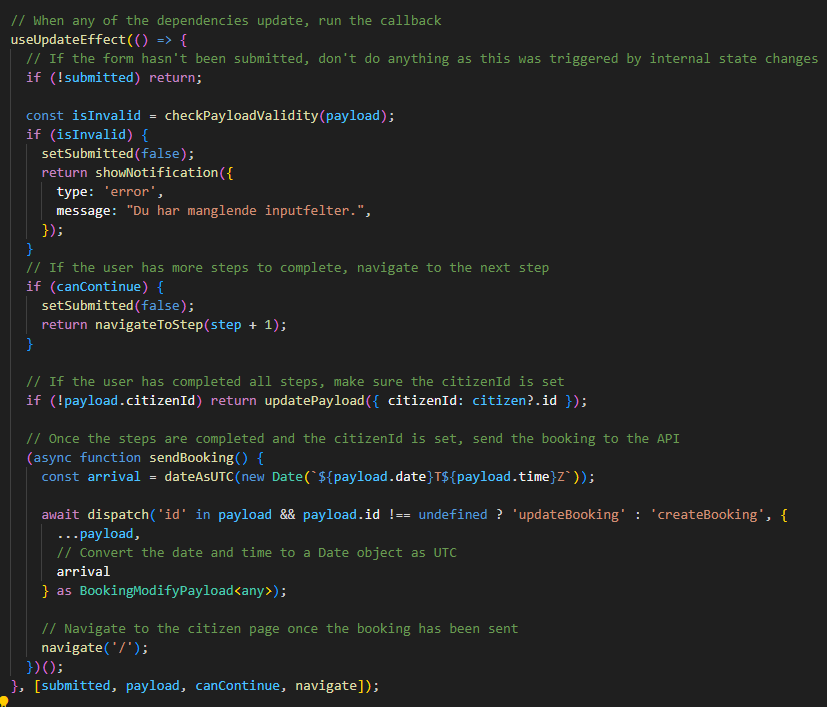 // When any of the dependencies update, run the callback
useUpdateEffect(() => {
  // If the form hasn't been submitted, don't do anything as this was triggered by internal state changes
  if (!submitted) return;

  const isInvalid = checkPayloadValidity(payload);
  if (isInvalid) {
    setSubmitted(false);
    return showNotification({
      type: 'error',
      message: "Du har manglende inputfelter.",
    });
  }
  // If the user has more steps to complete, navigate to the next step
  if (canContinue) {
    setSubmitted(false);
    return navigateToStep(step + 1);
  }

  // If the user has completed all steps, make sure the citizenId is set
  if (!payload.citizenId) return updatePayload({ citizenId: citizen?.id });

  // Once the steps are completed and the citizenId is set, send the booking to the API
  (async function sendBooking() {
    const arrival = dateAsUTC(new Date(`${payload.date}T${payload.time}Z`));

    await dispatch('id' in payload && payload.id !== undefined ? 'updateBooking' : 'createBooking', {
      ...payload,
      // Convert the date and time to a Date object as UTC
      arrival
    } as BookingModifyPayload<any>);

    // Navigate to the citizen page once the booking has been sent
    navigate('/');
  })();
}, [submitted, payload, canContinue, navigate]);